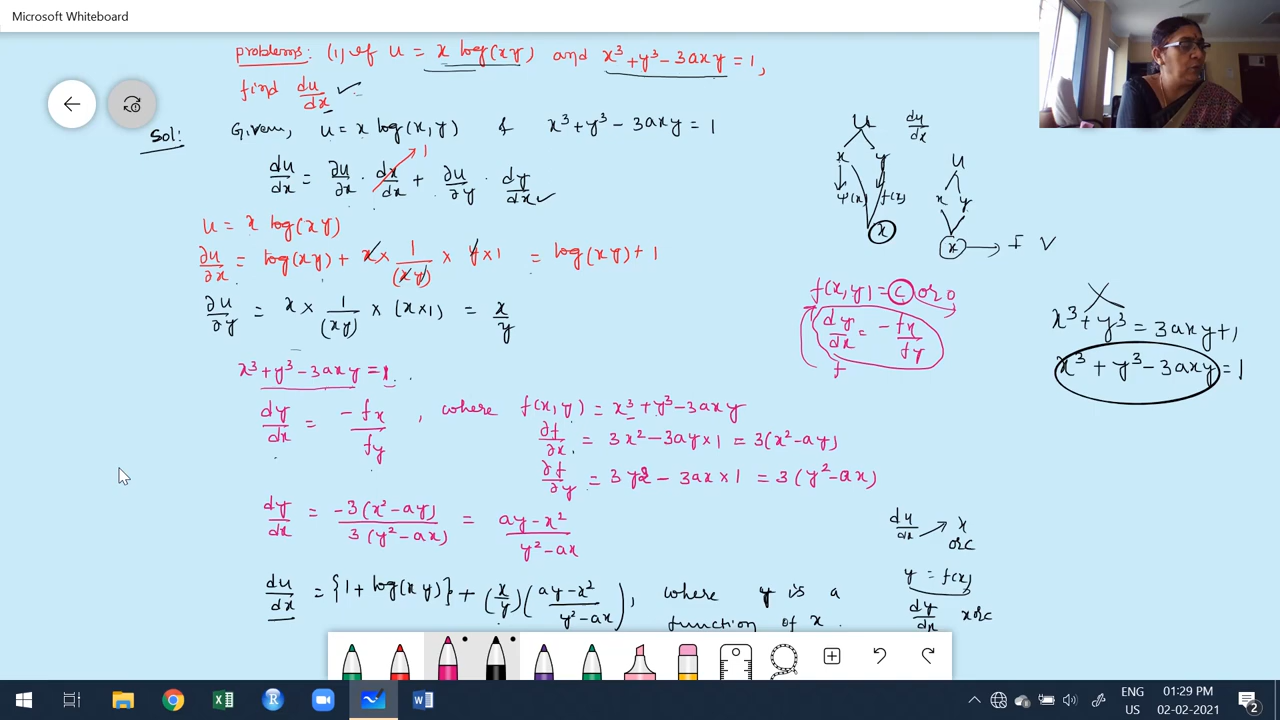 Microsoft Whiteboard
problems: (1) If u = x log(xy) and x³+y³-3axy = 1,
find du/dx ✓
Sol: Given, u = x log(x,y) & x³+y³-3axy = 1
du/dx = ∂u/∂x · dx/dx + ∂u/∂y · dy/dx ✓
1
u = x log(xy)
∂u/∂x = log(xy) + x × 1/(xy) × y×1 = log(xy)+1
∂u/∂y = x × 1/(xy) × (x×1) = x/y
x³+y³-3axy = 1.
dy/dx = -fx/fy, where f(x,y) = x³+y³-3axy
∂f/∂x = 3x²-3ay×1 = 3(x²-ay)
∂f/∂y = 3y² - 3ax×1 = 3(y²-ax)
dy/dx = -3(x²-ay)/3(y²-ax) = ay-x²/y²-ax
du/dx = {1+log(xy)} + (x/y)(ay-x²/y²-ax), where y is a
function of x.
u du/dx
x y
ψ(x) f(x)
x
u
x y
x → F V
f(x,y) = c or 0
dy/dx = -fx/fy
f
x³+y³ = 3axy+1
x³+y³-3axy = 1
du/dx → x
or c
y = f(x)
dy/dx x or c
ENG
US
01:29 PM
02-02-2021
2